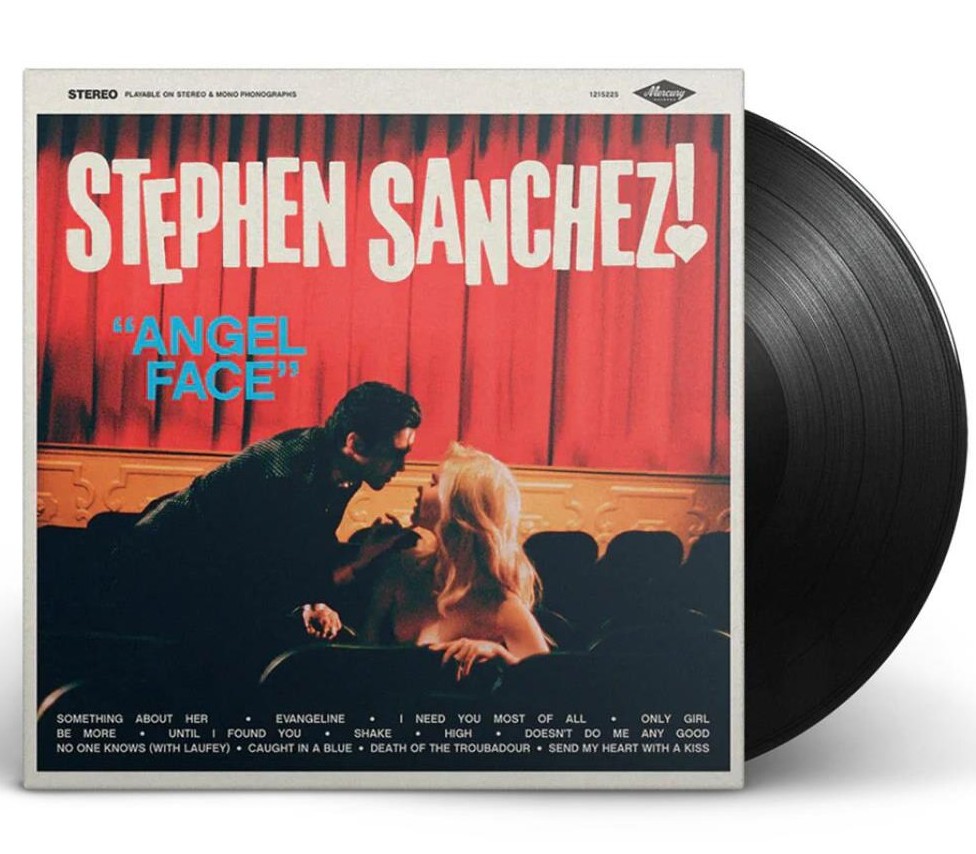 STEREO PLAYABLE ON STEREO & MONO PHONOGRAPHS 1215225 Mercury
STEPHEN SANCHEZ!
“ANGEL
FACE”
SOMETHING ABOUT HER • EVANGELINE • I NEED YOU MOST OF ALL • ONLY GIRL
BE MORE • UNTIL I FOUND YOU • SHAKE • HIGH • DOESN'T DO ME ANY GOOD
NO ONE KNOWS (WITH LAUFEY) • CAUGHT IN A BLUE • DEATH OF THE TROUBADOUR • SEND MY HEART WITH A KISS